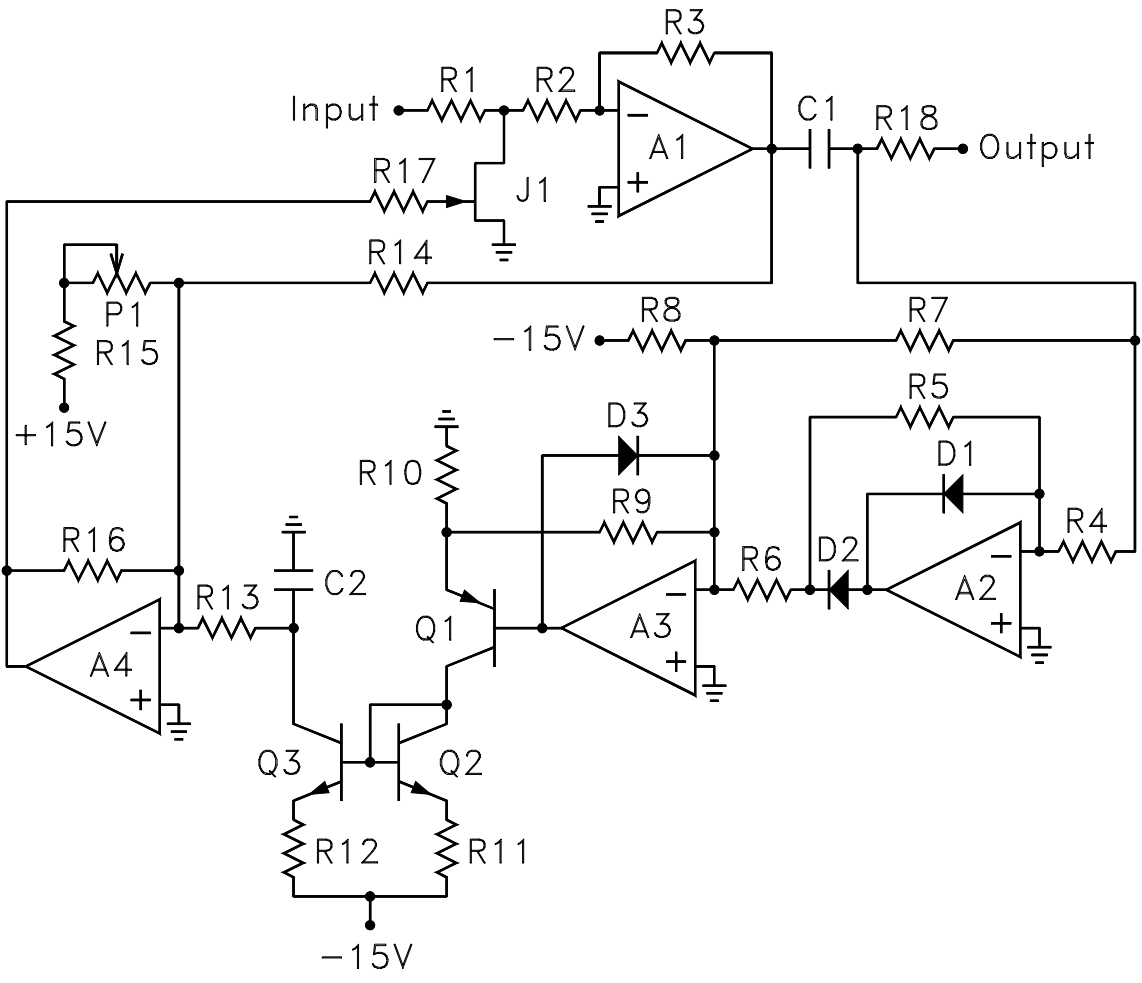 R3
R1
R2
C1
R18
Input
−
A1
Output
R17
+
J1
R14
P1
R8
R7
−15V
R15
R5
+15V
D3
D1
R10
R9
R4
R16
R6
D2
−
R13
C2
−
A2
Q1
A3
+
−
A4
+
+
Q3
Q2
R12
R11
−15V